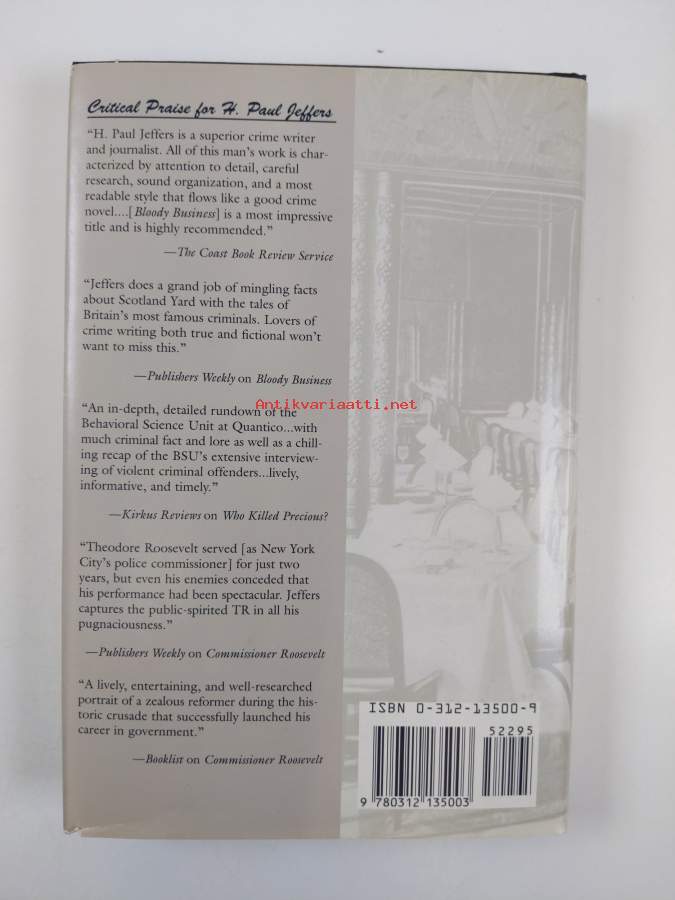 Critical Praise for H. Paul Jeffers
“H. Paul Jeffers is a superior crime writer
and journalist. All of this man’s work is char-
acterized by attention to detail, careful
research, sound organization, and a most
readable style that flows like a good crime
novel....[Bloody Business] is a most impressive
title and is highly recommended.”
—The Coast Book Review Service
“Jeffers does a grand job of mingling facts
about Scotland Yard with the tales of
Britain’s most famous criminals. Lovers of
crime writing both true and fictional won’t
want to miss this.”
—Publishers Weekly on Bloody Business
Antikvariaatti.net
“An in-depth, detailed rundown of the
Behavioral Science Unit at Quantico...with
much criminal fact and lore as well as a chill-
ing recap of the BSU’s extensive interview-
ing of violent criminal offenders...lively,
informative, and timely.”
—Kirkus Reviews on Who Killed Precious?
“Theodore Roosevelt served [as New York
City’s police commissioner] for just two
years, but even his enemies conceded that
his performance had been spectacular. Jeffers
captures the public-spirited TR in all his
pugnaciousness.”
—Publishers Weekly on Commissioner Roosevelt
“A lively, entertaining, and well-researched
portrait of a zealous reformer during the his-
toric crusade that successfully launched his
career in government.”
—Booklist on Commissioner Roosevelt
ISBN 0-312-13500-9
52295
9 780312 135003